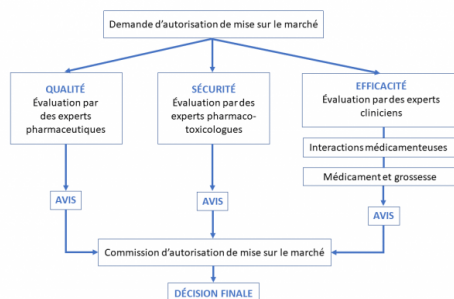 Demande d'autorisation de mise sur le marché
QUALITÉ
Évaluation par
des experts
pharmaceutiques
SÉCURITÉ
Évaluation par des
experts pharmaco-
toxicologues
EFFICACITÉ
Évaluation par des experts
cliniciens
Interactions médicamenteuses
Médicament et grossesse
AVIS
AVIS
AVIS
Commission d'autorisation de mise sur le marché
DÉCISION FINALE